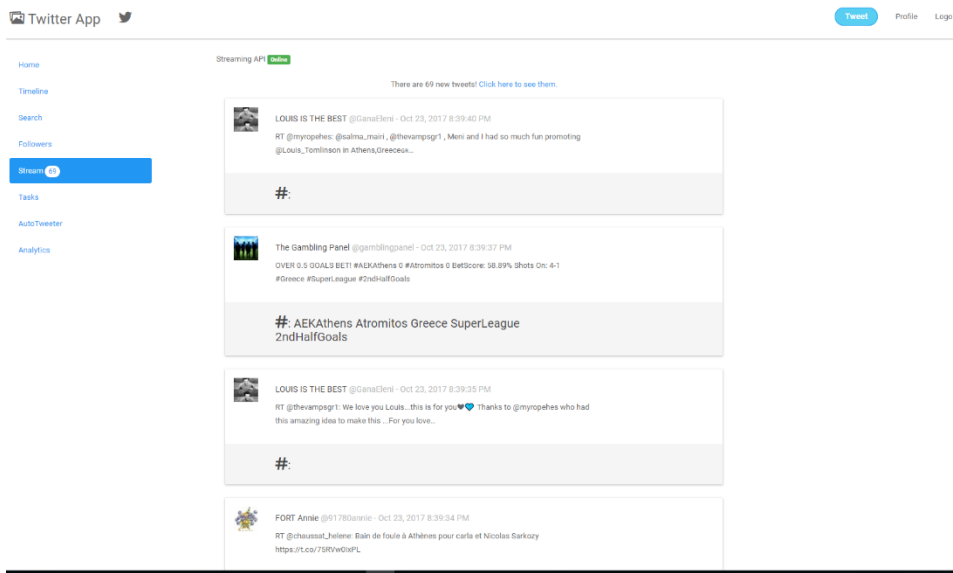 Twitter App
Tweet Profile Logo
Home
Timeline
Search
Followers
Stream 69
Tasks
AutoTweeter
Analytics
Streaming API Online
There are 69 new tweets! Click here to see them.
LOUIS IS THE BEST @GanaEleni - Oct 23, 2017 8:39:40 PM
RT @myropehes: @salma_mairi , @thevampsgr1 , Meni and I had so much fun promoting
@Louis_Tomlinson in Athens,Greeceux…
#:
The Gambling Panel @gamblingpanel - Oct 23, 2017 8:39:37 PM
OVER 0.5 GOALS BET! #AEKAthens 0 #Atromitos 0 BetScore: 58.89% Shots On: 4-1
#Greece #SuperLeague #2ndHalfGoals
#: AEKAthens Atromitos Greece SuperLeague
2ndHalfGoals
LOUIS IS THE BEST @GanaEleni - Oct 23, 2017 8:39:35 PM
RT @thevampsgr1: We love you Louis...this is for you🖤💙 Thanks to @myropehes who had
this amazing idea to make this ...For you love…
#:
FORT Annie @91780annie - Oct 23, 2017 8:39:34 PM
RT @chaussat_helene: Bain de foule à Athènes pour carla et Nicolas Sarkozy